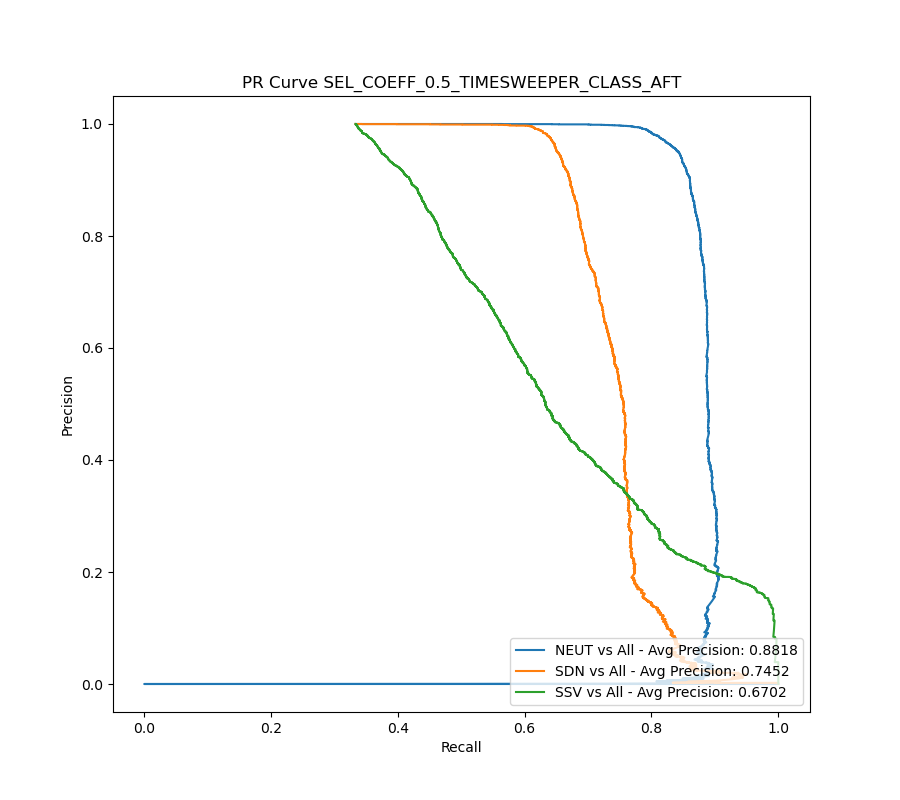 PR Curve SEL_COEFF_0.5_TIMESWEEPER_CLASS_AFT
1.0
0.8
0.6
0.4
0.2
0.0
Precision
NEUT vs All - Avg Precision: 0.8818
SDN vs All - Avg Precision: 0.7452
SSV vs All - Avg Precision: 0.6702
0.0 0.2 0.4 0.6 0.8 1.0
Recall